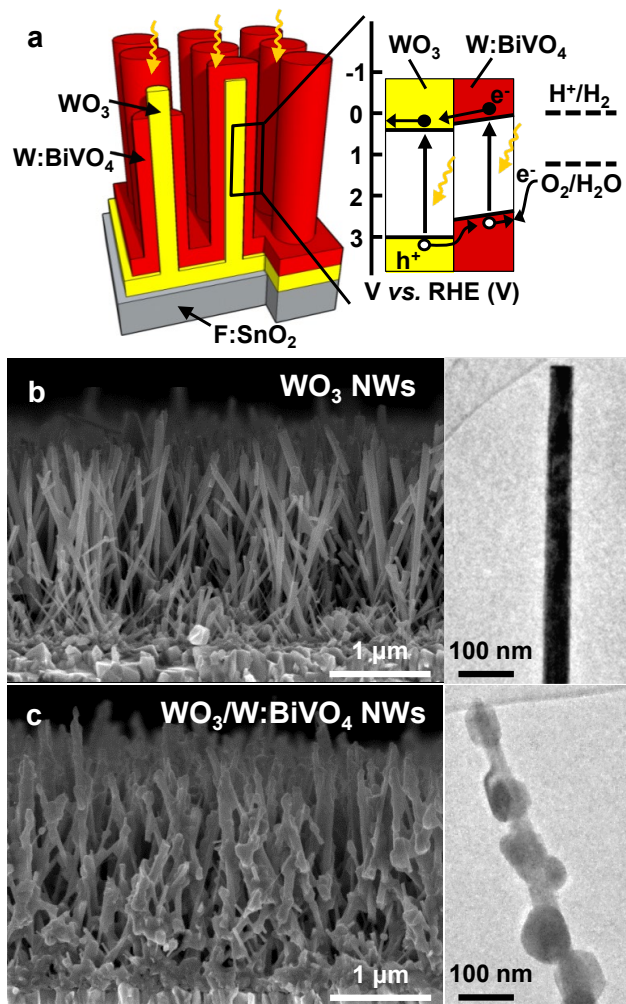 a
WO₃
W:BiVO₄
F:SnO₂
WO₃ W:BiVO₄
-1
0
1
2
3
e⁻
H⁺/H₂
e⁻
O₂/H₂O
h⁺
V vs. RHE (V)
b
WO₃ NWs
1 µm
100 nm
c
WO₃/W:BiVO₄ NWs
1 µm
100 nm